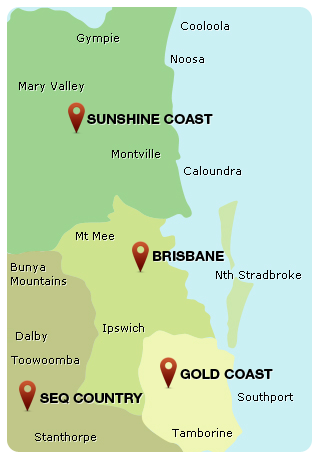 Cooloola
Gympie
Noosa
Mary Valley
SUNSHINE COAST
Montville
Caloundra
Mt Mee
BRISBANE
Bunya
Mountains
Nth Stradbroke
Ipswich
Dalby
Toowoomba
GOLD COAST
SEQ COUNTRY
Southport
Tamborine
Stanthorpe